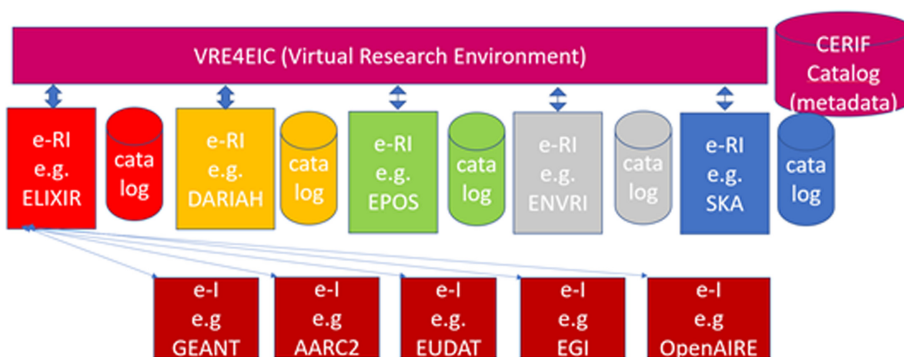 VRE4EIC (Virtual Research Environment)
CERIF
Catalog
(metadata)
e-RI
e.g.
ELIXIR
cata
log
e-RI
e.g.
DARIAH
cata
log
e-RI
e.g.
EPOS
cata
log
e-RI
e.g.
ENVRI
cata
log
e-RI
e.g.
SKA
cata
log
e-I
e.g
GEANT
e-I
e.g
AARC2
e-I
e.g.
EUDAT
e-I
e.g
EGI
e-I
e.g
OpenAIRE